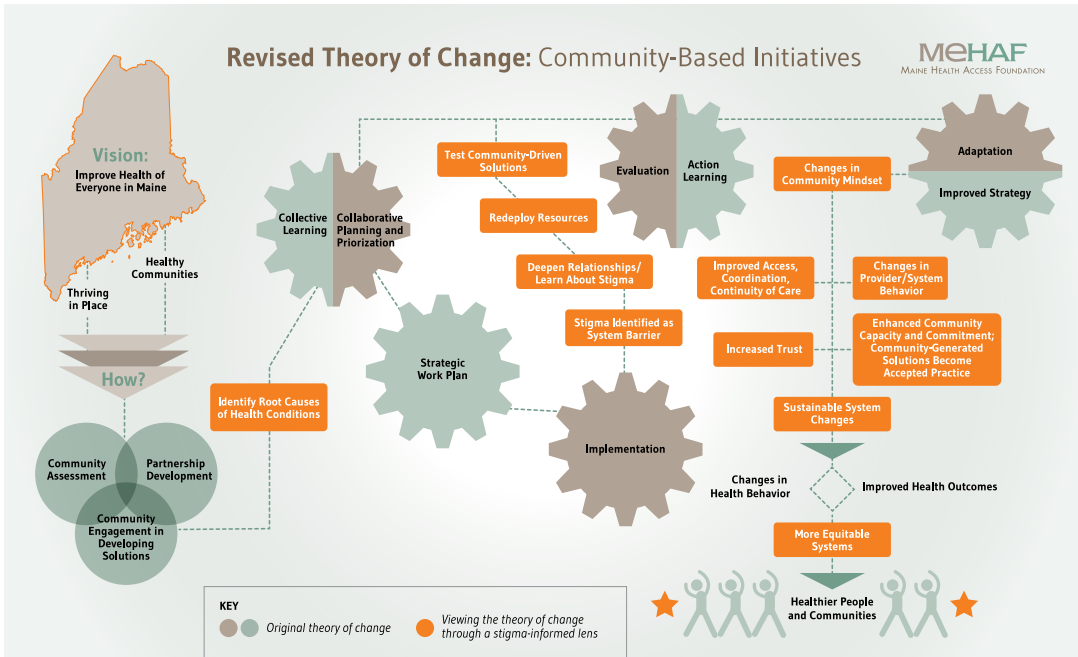 Revised Theory of Change: Community-Based Initiatives
MeHAF
MAINE HEALTH ACCESS FOUNDATION
Vision:
Improve Health of
Everyone in Maine
Healthy
Communities
Thriving
in Place
How?
Community
Assessment
Partnership
Development
Community
Engagement in
Developing
Solutions
Identify Root Causes
of Health Conditions
Collective
Learning
Collaborative
Planning and
Priorization
Strategic
Work Plan
Test Community-Driven
Solutions
Redeploy Resources
Deepen Relationships/
Learn About Stigma
Stigma Identified as
System Barrier
Implementation
Evaluation
Action
Learning
Adaptation
Improved Strategy
Changes in
Community Mindset
Improved Access,
Coordination,
Continuity of Care
Changes in
Provider/System
Behavior
Increased Trust
Enhanced Community
Capacity and Commitment;
Community-Generated
Solutions Become
Accepted Practice
Sustainable System
Changes
Changes in
Health Behavior
Improved Health Outcomes
More Equitable
Systems
Healthier People
and Communities
KEY
Original theory of change
Viewing the theory of change
through a stigma-informed lens